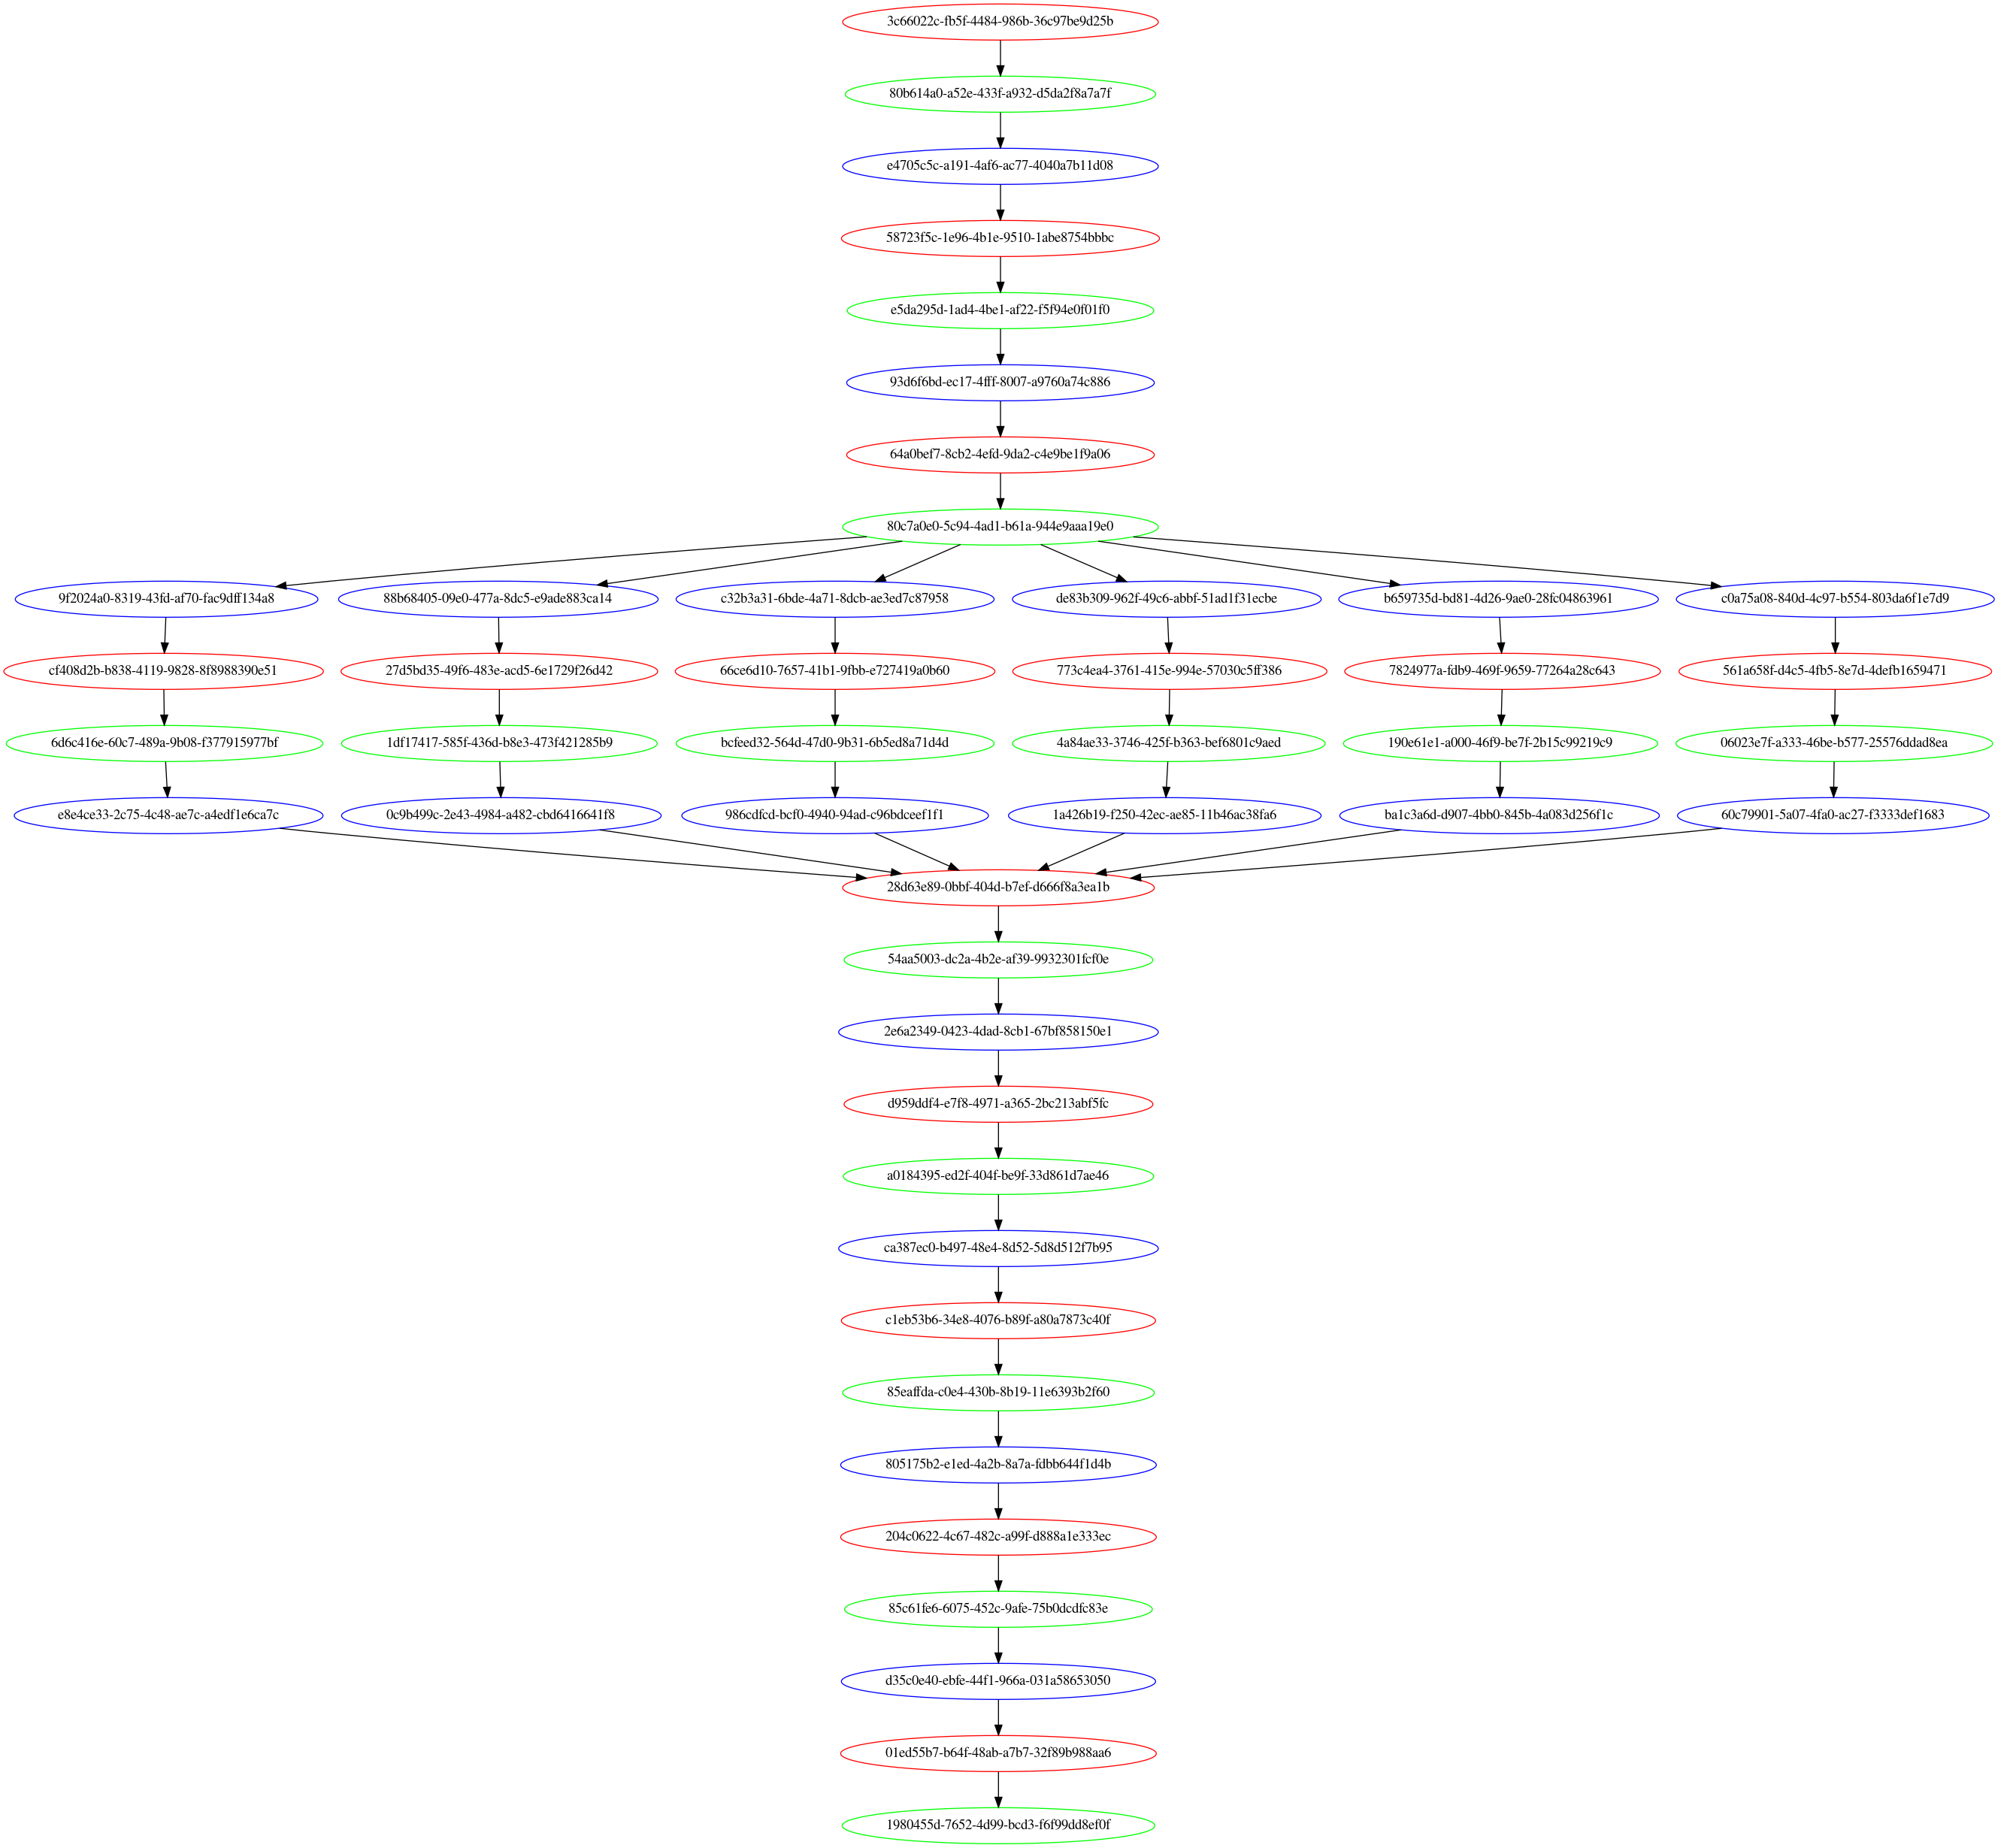 3c66022c-fb5f-4484-986b-36c97be9d25b
80b614a0-a52e-433f-a932-d5da2f8a7a7f
e4705c5c-a191-4af6-ac77-4040a7b11d08
58723f5c-1e96-4b1e-9510-1abe8754bbbc
e5da295d-1ad4-4be1-af22-f5f94e0f01f0
93d6f6bd-ec17-4fff-8007-a9760a74c886
64a0bef7-8cb2-4efd-9da2-c4e9be1f9a06
80c7a0e0-5c94-4ad1-b61a-944e9aaa19e0
9f2024a0-8319-43fd-af70-fac9dff134a8 88b68405-09e0-477a-8dc5-e9ade883ca14 c32b3a31-6bde-4a71-8dcb-ae3ed7c87958 de83b309-962f-49c6-abbf-51ad1f31ecbe b659735d-bd81-4d26-9ae0-28fc04863961 c0a75a08-840d-4c97-b554-803da6f1e7d9
cf408d2b-b838-4119-9828-8f8988390e51 27d5bd35-49f6-483e-acd5-6e1729f26d42 66ce6d10-7657-41b1-9fbb-e727419a0b60 773c4ea4-3761-415e-994e-57030c5ff386 7824977a-fdb9-469f-9659-77264a28c643 561a658f-d4c5-4fb5-8e7d-4defb1659471
6d6c416e-60c7-489a-9b08-f377915977bf 1df17417-585f-436d-b8e3-473f421285b9 bcfeed32-564d-47d0-9b31-6b5ed8a71d4d 4a84ae33-3746-425f-b363-bef6801c9aed 190e61e1-a000-46f9-be7f-2b15c99219c9 06023e7f-a333-46be-b577-25576ddad8ea
e8e4ce33-2c75-4c48-ae7c-a4edf1e6ca7c 0c9b499c-2e43-4984-a482-cbd6416641f8 986cdfcd-bcf0-4940-94ad-c96bdceef1f1 1a426b19-f250-42ec-ae85-11b46ac38fa6 ba1c3a6d-d907-4bb0-845b-4a083d256f1c 60c79901-5a07-4fa0-ac27-f3333def1683
28d63e89-0bbf-404d-b7ef-d666f8a3ea1b
54aa5003-dc2a-4b2e-af39-9932301fcf0e
2e6a2349-0423-4dad-8cb1-67bf858150e1
d959ddf4-e7f8-4971-a365-2bc213abf5fc
a0184395-ed2f-404f-be9f-33d861d7ae46
ca387ec0-b497-48e4-8d52-5d8d512f7b95
c1eb53b6-34e8-4076-b89f-a80a7873c40f
85eaffda-c0e4-430b-8b19-11e6393b2f60
805175b2-e1ed-4a2b-8a7a-fdbb644f1d4b
204c0622-4c67-482c-a99f-d888a1e333ec
85c61fe6-6075-452c-9afe-75b0dcdfc83e
d35c0e40-ebfe-44f1-966a-031a58653050
01ed55b7-b64f-48ab-a7b7-32f89b988aa6
1980455d-7652-4d99-bcd3-f6f99dd8ef0f